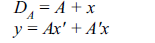 D_A = A + x
y = Ax' + A'x